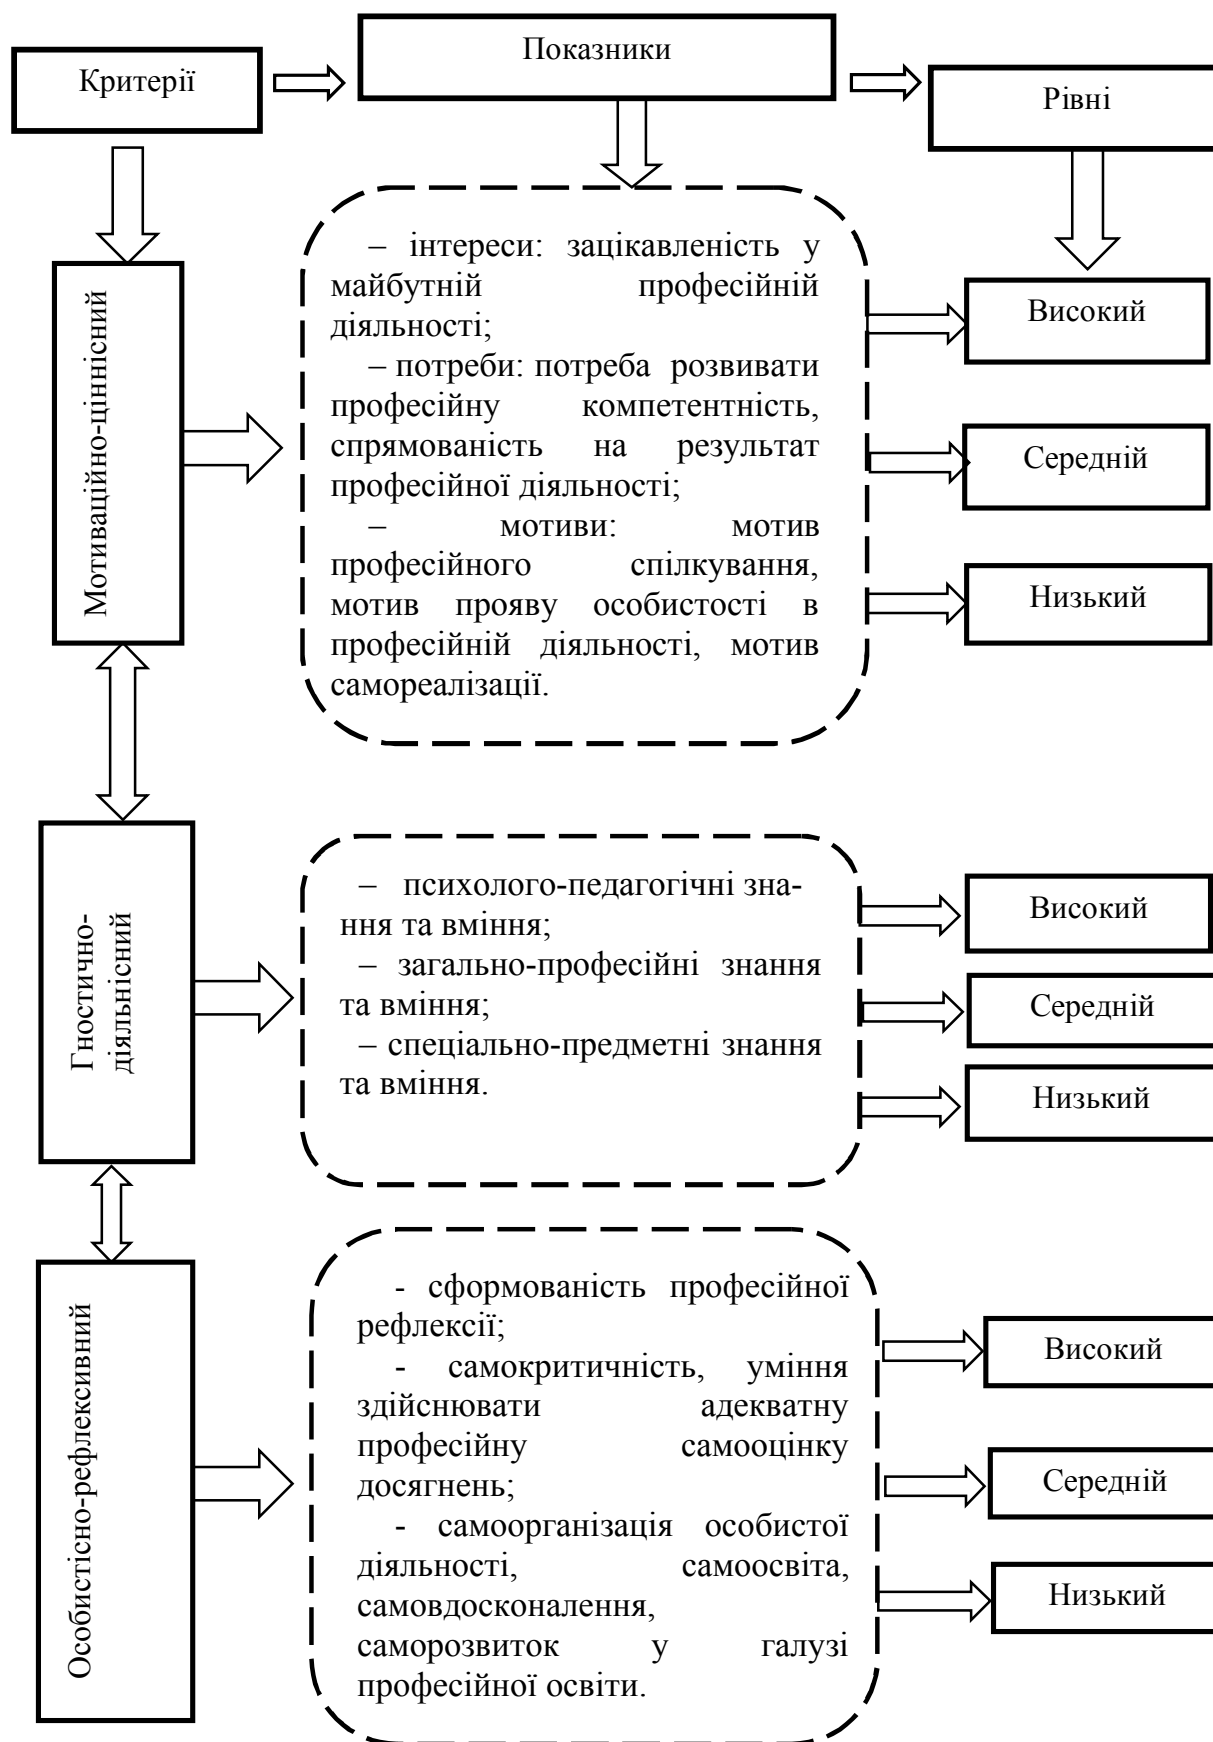 Критерії
Показники
Рівні
Мотиваційно-ціннісний
– інтереси: зацікавленість у
майбутній професійній
діяльності;
– потреби: потреба розвивати
професійну компетентність,
спрямованість на результат
професійної діяльності;
– мотиви: мотив
професійного спілкування,
мотив прояву особистості в
професійній діяльності, мотив
самореалізації.
Високий
Середній
Низький
Гностично-
діяльнісний
– психолого-педагогічні зна-
ння та вміння;
– загально-професійні знання
та вміння;
– спеціально-предметні знання
та вміння.
Високий
Середній
Низький
Особистісно-рефлексивний
- сформованість професійної
рефлексії;
- самокритичність, уміння
здійснювати адекватну
професійну самооцінку
досягнень;
- самоорганізація особистої
діяльності, самоосвіта,
самовдосконалення,
саморозвиток у галузі
професійної освіти.
Високий
Середній
Низький